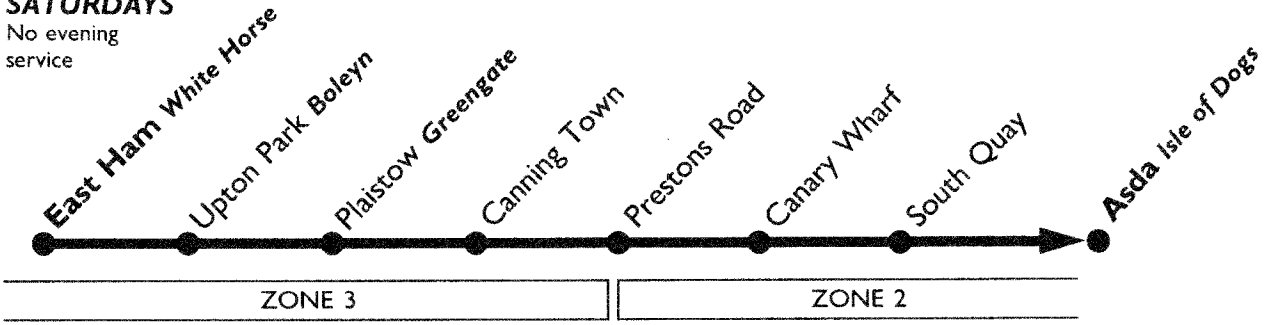 SATURDAYS
No evening
service
East Ham White Horse
Upton Park Boleyn
Plaistow Greengate
Canning Town
Prestons Road
Canary Wharf
South Quay
Asda Isle of Dogs
ZONE 3
ZONE 2